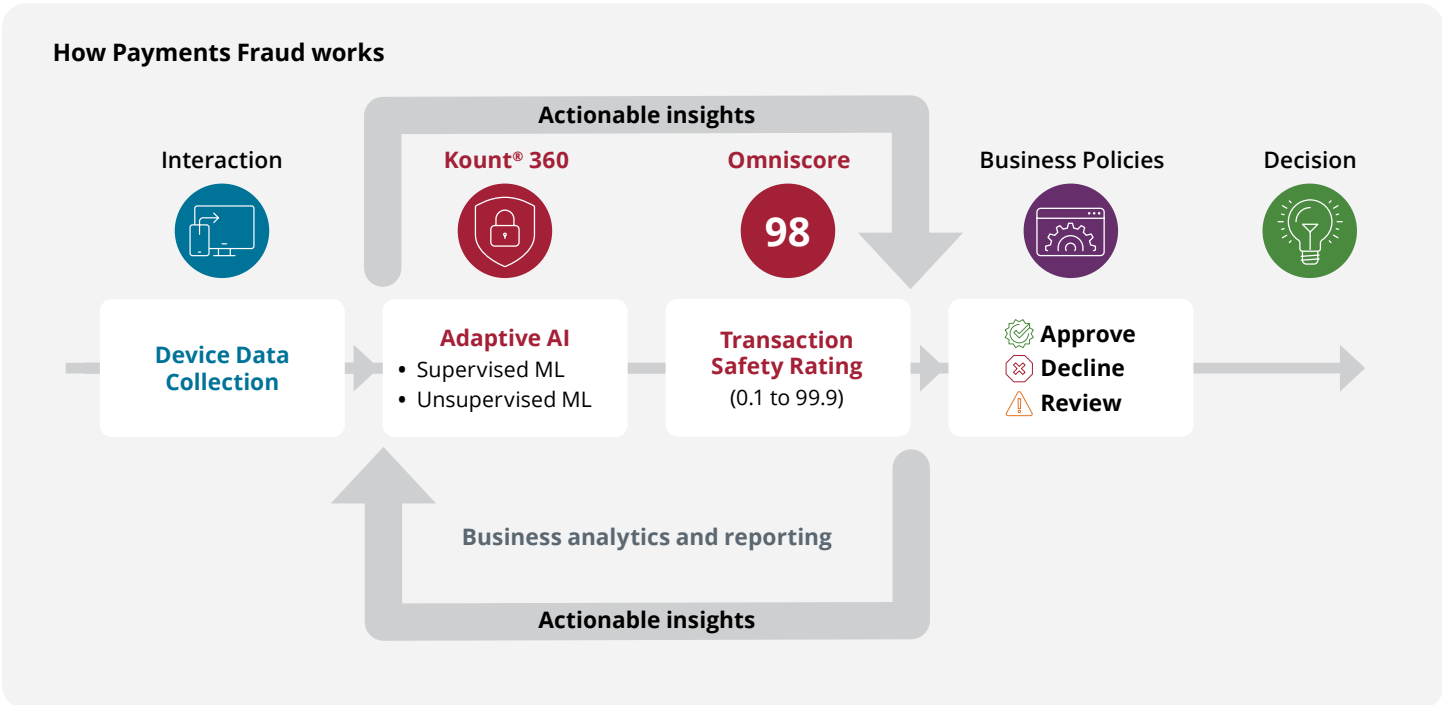 How Payments Fraud works
Actionable insights
Interaction
Kount® 360
Omniscore
Business Policies
Decision
98
Device Data
Collection
Adaptive AI
• Supervised ML
• Unsupervised ML
Transaction
Safety Rating
(0.1 to 99.9)
Approve
Decline
Review
Business analytics and reporting
Actionable insights